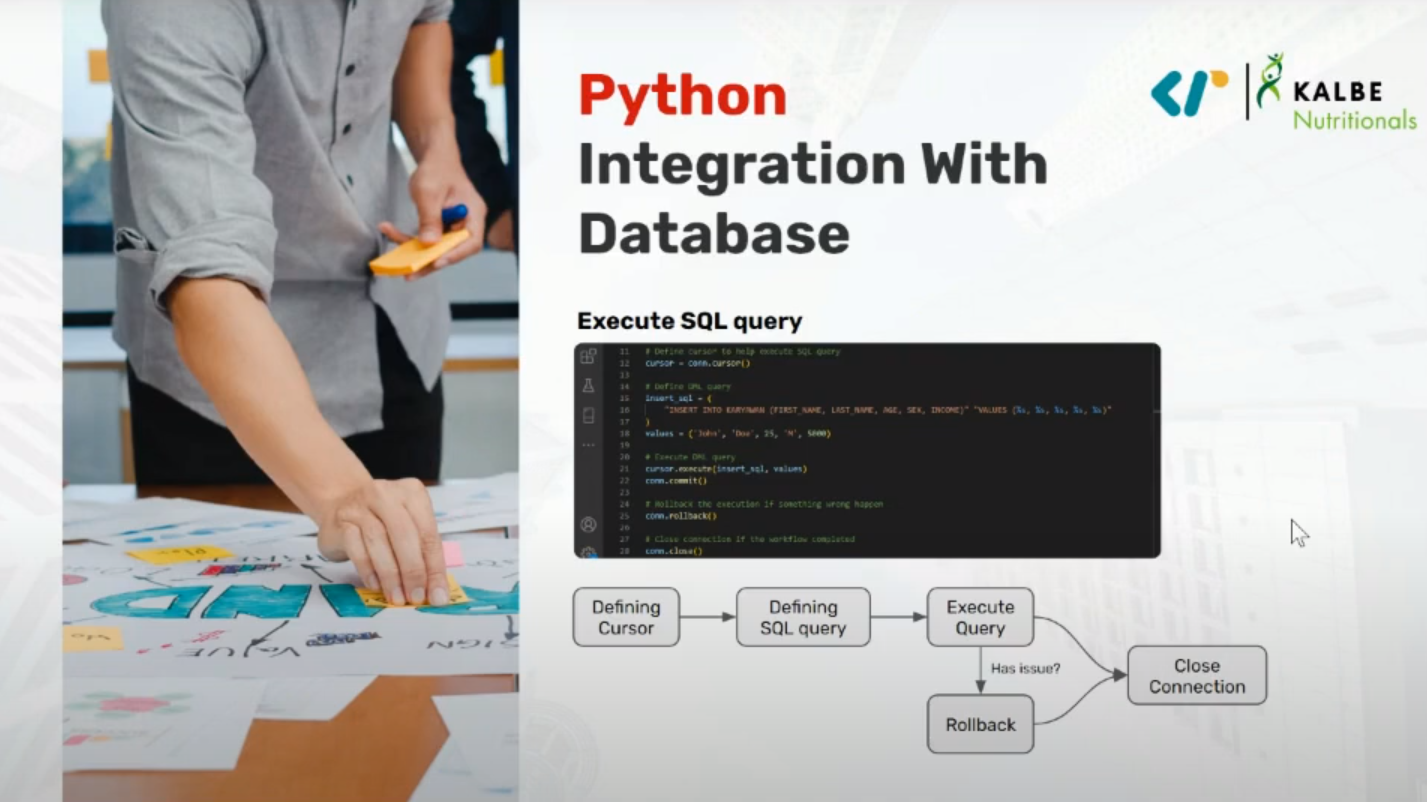 Python
Integration With
Database
KALBE
Nutritionals
Execute SQL query
11 # Define cursor to help execute SQL query
12 cursor = conn.cursor()
13
14 # Define DML query
15 insert_sql = (
16 "INSERT INTO KARYAWAN (FIRST_NAME, LAST_NAME, AGE, SEX, INCOME)" "VALUES (%s, %s, %s, %s, %s)"
17 )
18 values = ('John', 'Doe', 25, 'M', 5000)
19
20 # Execute DML query
21 cursor.execute(insert_sql, values)
22 conn.commit()
23
24 # Rollback the execution if something wrong happen
25 conn.rollback()
26
27 # Close connection if the workflow completed
28 conn.close()
Defining
Cursor
Defining
SQL query
Execute
Query
Has issue?
Rollback
Close
Connection
VALUE
SIGN